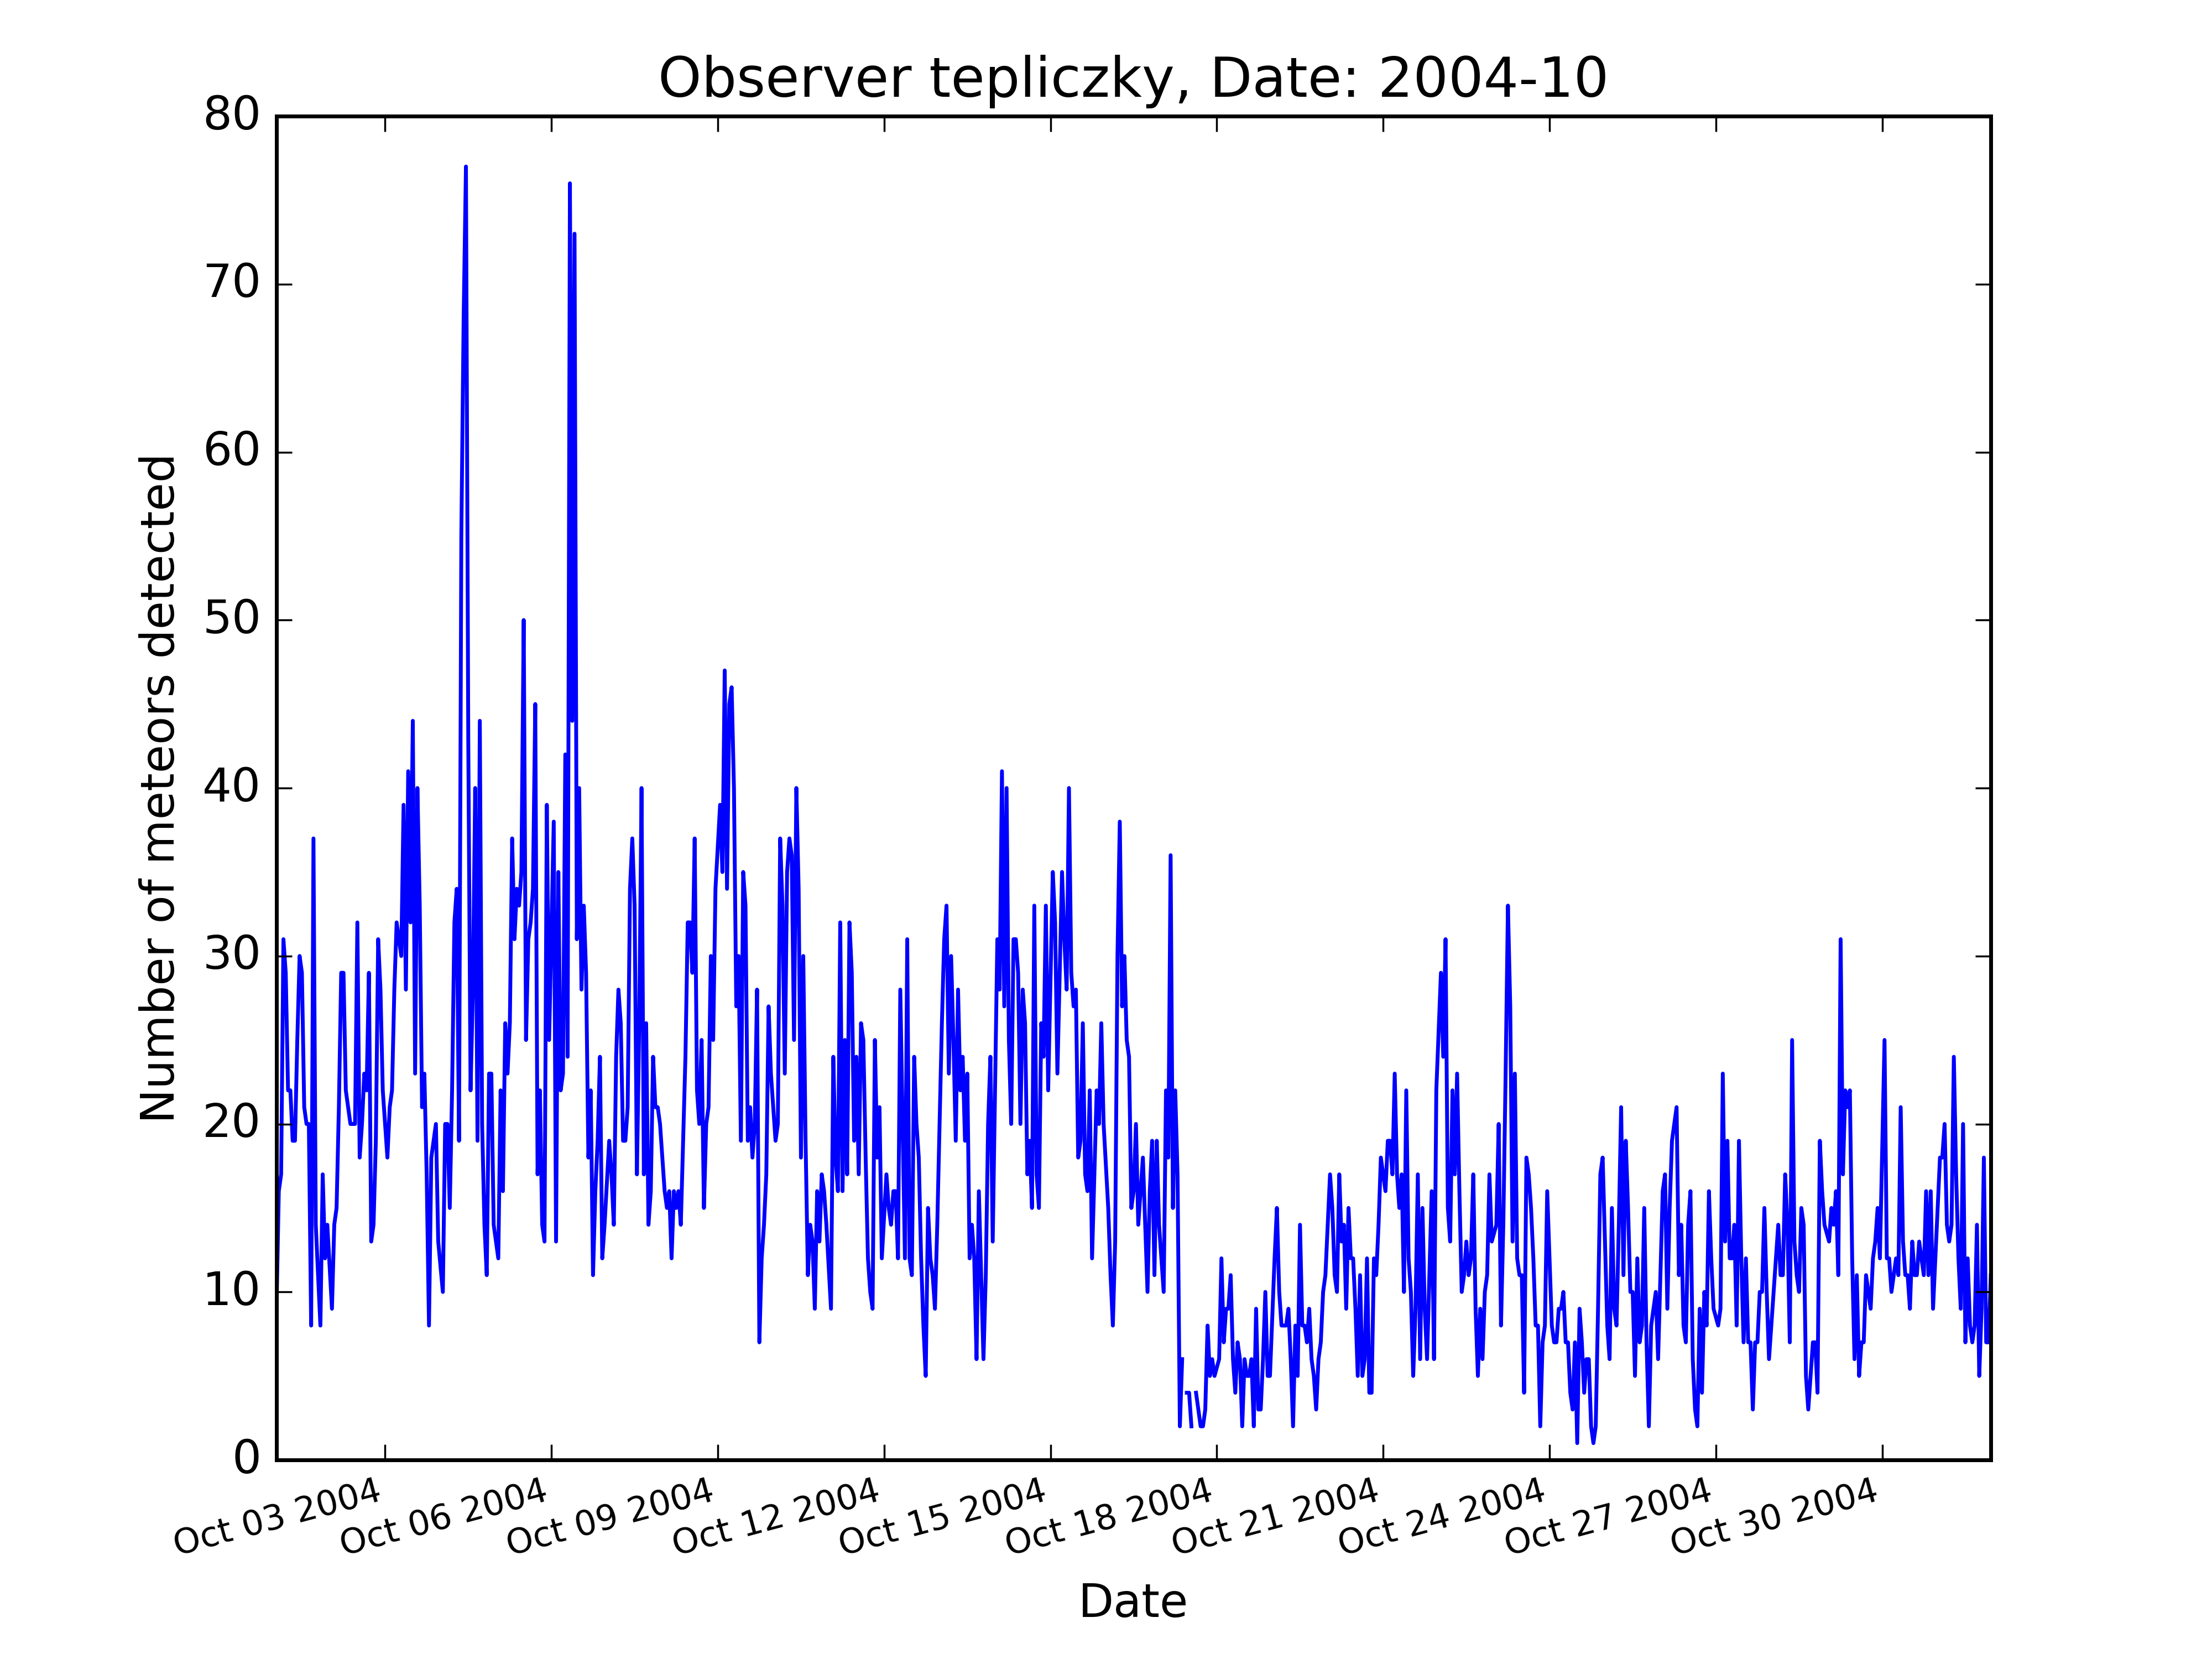 Observer tepliczky, Date: 2004-10
80
70
60
50
40
30
20
10
0
Number of meteors detected
Oct 03 2004
Oct 06 2004
Oct 09 2004
Oct 12 2004
Oct 15 2004
Oct 18 2004
Oct 21 2004
Oct 24 2004
Oct 27 2004
Oct 30 2004
Date